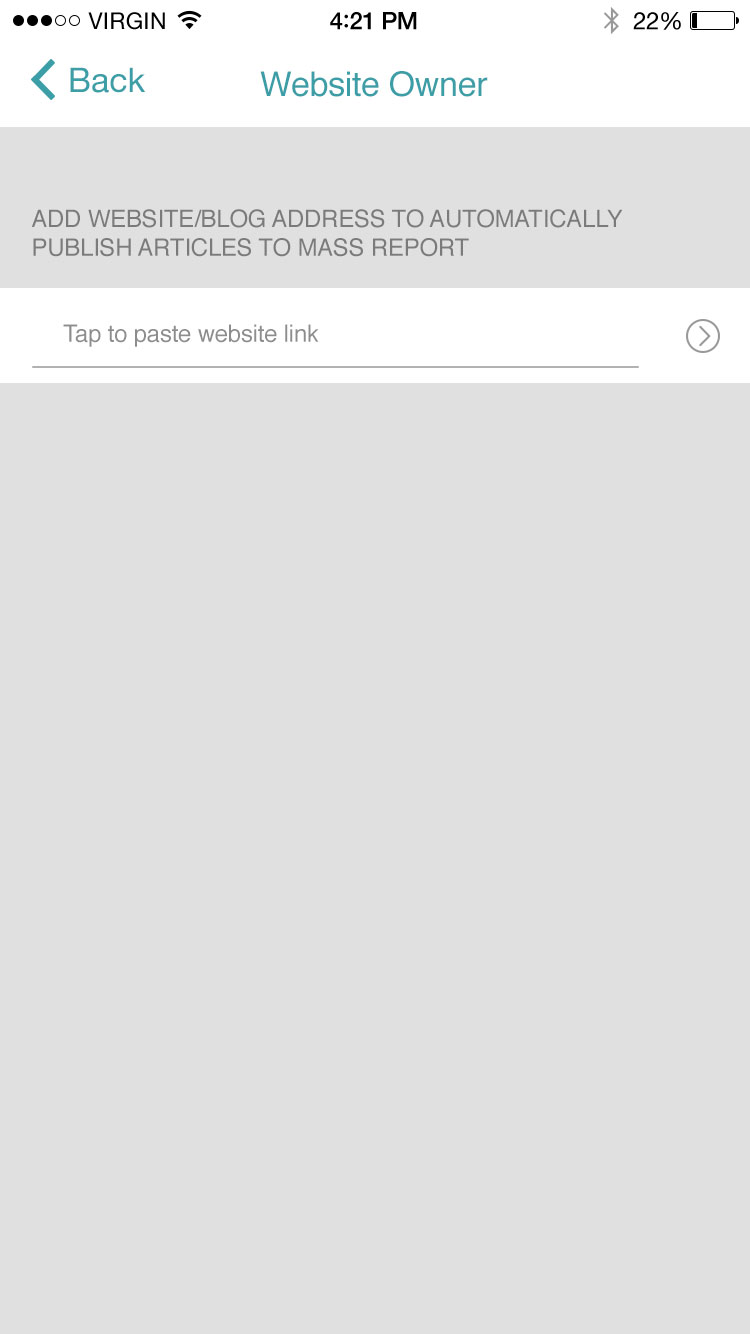 VIRGIN 4:21 PM 22%
Back Website Owner
ADD WEBSITE/BLOG ADDRESS TO AUTOMATICALLY
PUBLISH ARTICLES TO MASS REPORT
Tap to paste website link